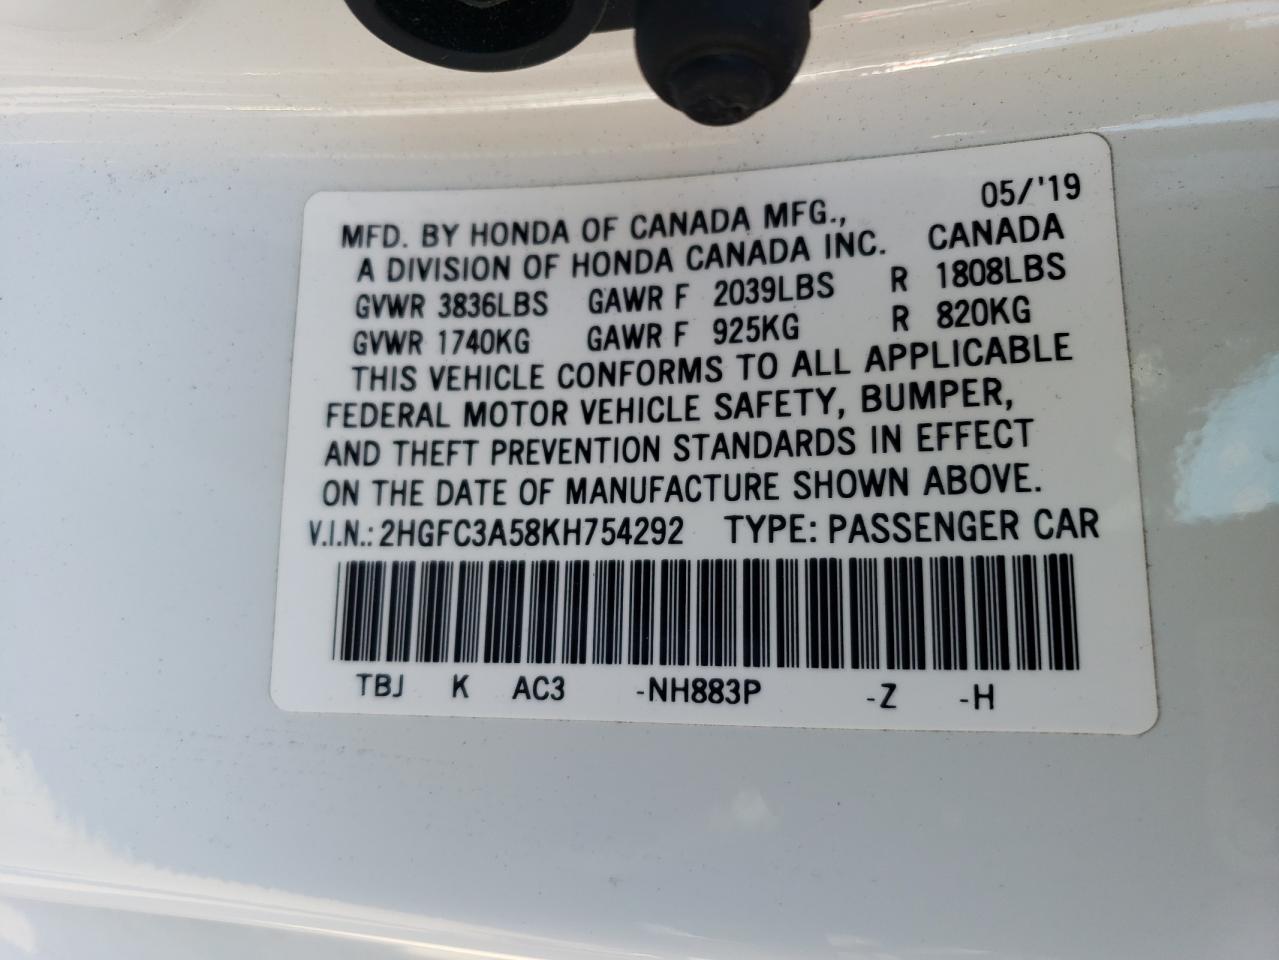 05/'19
MFD. BY HONDA OF CANADA MFG.,
A DIVISION OF HONDA CANADA INC. CANADA
GVWR 3836LBS GAWR F 2039LBS R 1808LBS
GVWR 1740KG GAWR F 925KG R 820KG
THIS VEHICLE CONFORMS TO ALL APPLICABLE
FEDERAL MOTOR VEHICLE SAFETY, BUMPER,
AND THEFT PREVENTION STANDARDS IN EFFECT
ON THE DATE OF MANUFACTURE SHOWN ABOVE.
V.I.N.: 2HGFC3A58KH754292 TYPE: PASSENGER CAR
TBJ K AC3 -NH883P -Z -H